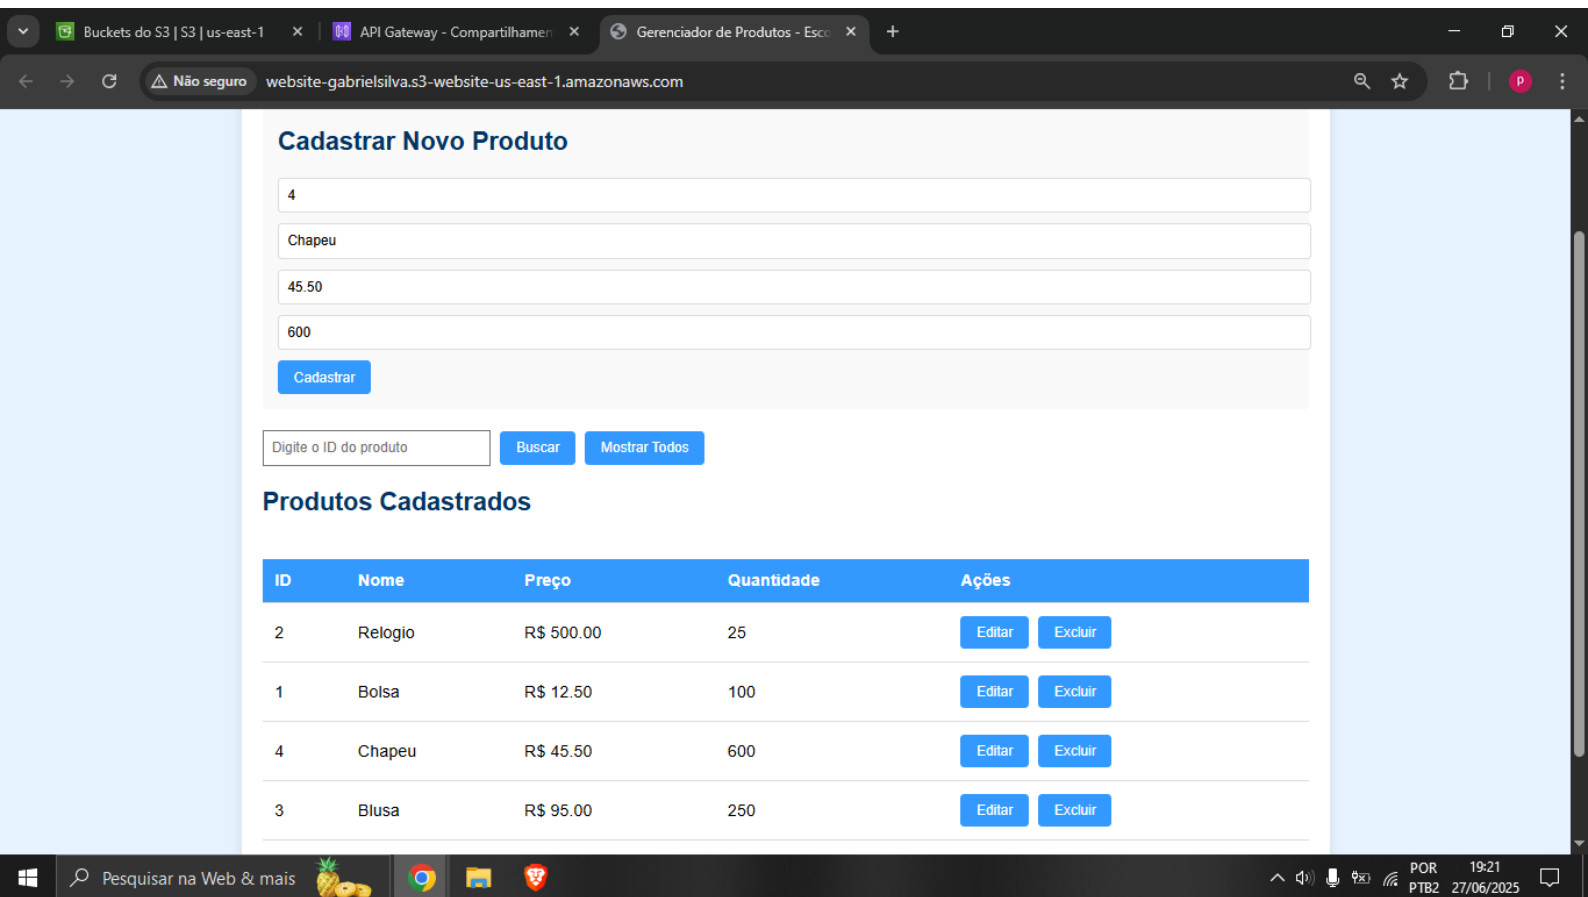 Buckets do S3 | S3 | us-east-1
API Gateway - Compartilhamen
Gerenciador de Produtos - Esco
Não seguro
website-gabrielsilva.s3-website-us-east-1.amazonaws.com
P
Cadastrar Novo Produto
4
Chapeu
45.50
600
Cadastrar
Digite o ID do produto Buscar Mostrar Todos
Produtos Cadastrados
ID Nome Preço Quantidade Ações
2 Relogio R$ 500.00 25 Editar Excluir
1 Bolsa R$ 12.50 100 Editar Excluir
4 Chapeu R$ 45.50 600 Editar Excluir
3 Blusa R$ 95.00 250 Editar Excluir
Pesquisar na Web & mais
POR
PTB2
19:21
27/06/2025